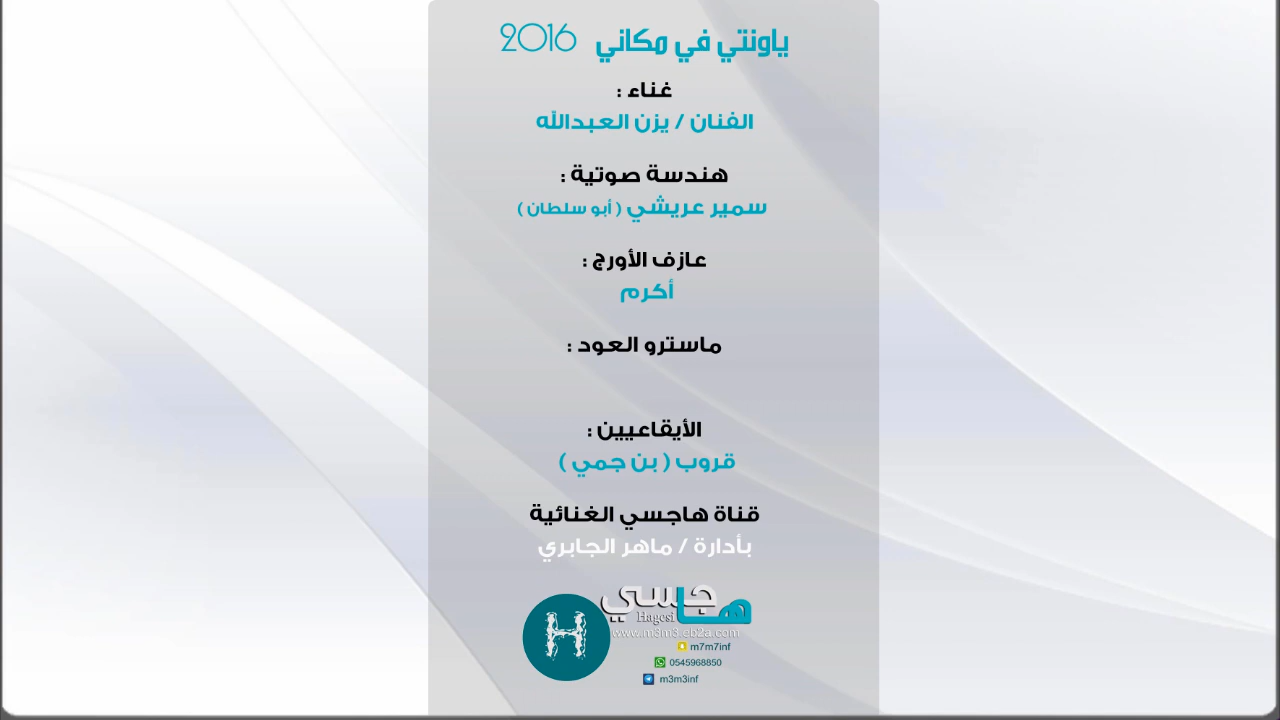 ياونتي في مكاني 2016
غناء :
الفنان / يزن العبدالله
هندسة صوتية :
سمير عريشي ( أبو سلطان )
عازف الأورج :
أكرم
ماسترو العود :
الأيقاعيين :
قروب ( بن جمي )
قناة هاجسي الغنائية
بأدارة / ماهر الجابري
هاجسي
Hagesi
www.m3m3.eb2a.com
H
m7m7inf
0545968850
m3m3inf